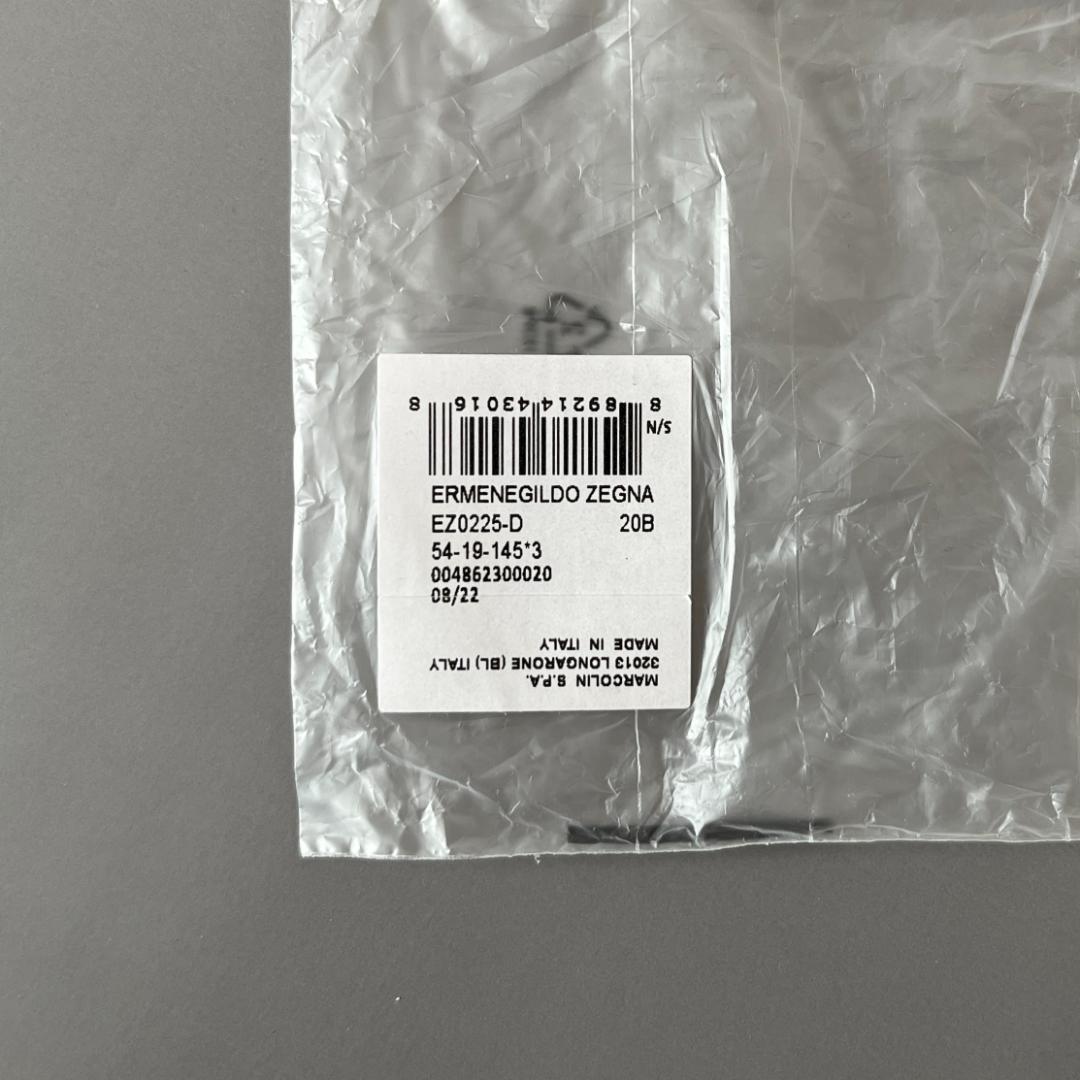 8 89214 43016 8
S/N
ERMENEGILDO ZEGNA
EZ0225-D 20B
54-19-145*3
004862300020
08/22
MARCOLIN S.P.A.
32013 LONGARONE (BL) ITALY
MADE IN ITALY